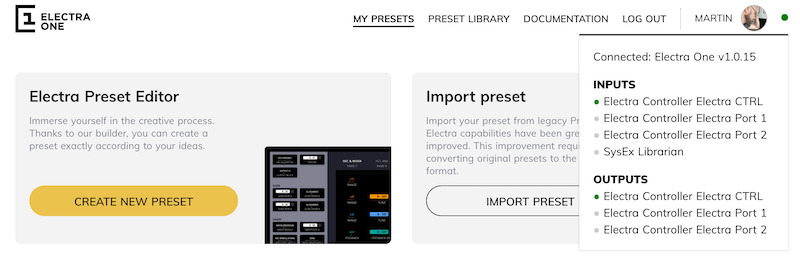 ELECTRA
ONE
MY PRESETS
PRESET LIBRARY
DOCUMENTATION
LOG OUT
MARTIN
Connected: Electra One v1.0.15
INPUTS
Electra Controller Electra CTRL
Electra Controller Electra Port 1
Electra Controller Electra Port 2
SysEx Librarian
OUTPUTS
Electra Controller Electra CTRL
Electra Controller Electra Port 1
Electra Controller Electra Port 2
Electra Preset Editor
Immerse yourself in the creative process.
Thanks to our builder, you can create a
preset exactly according to your ideas.
CREATE NEW PRESET
Import preset
Import your preset from legacy Pr
Electra capabilities have been gre
improved. This improvement requi
converting original presets to the
format.
IMPORT PRESET